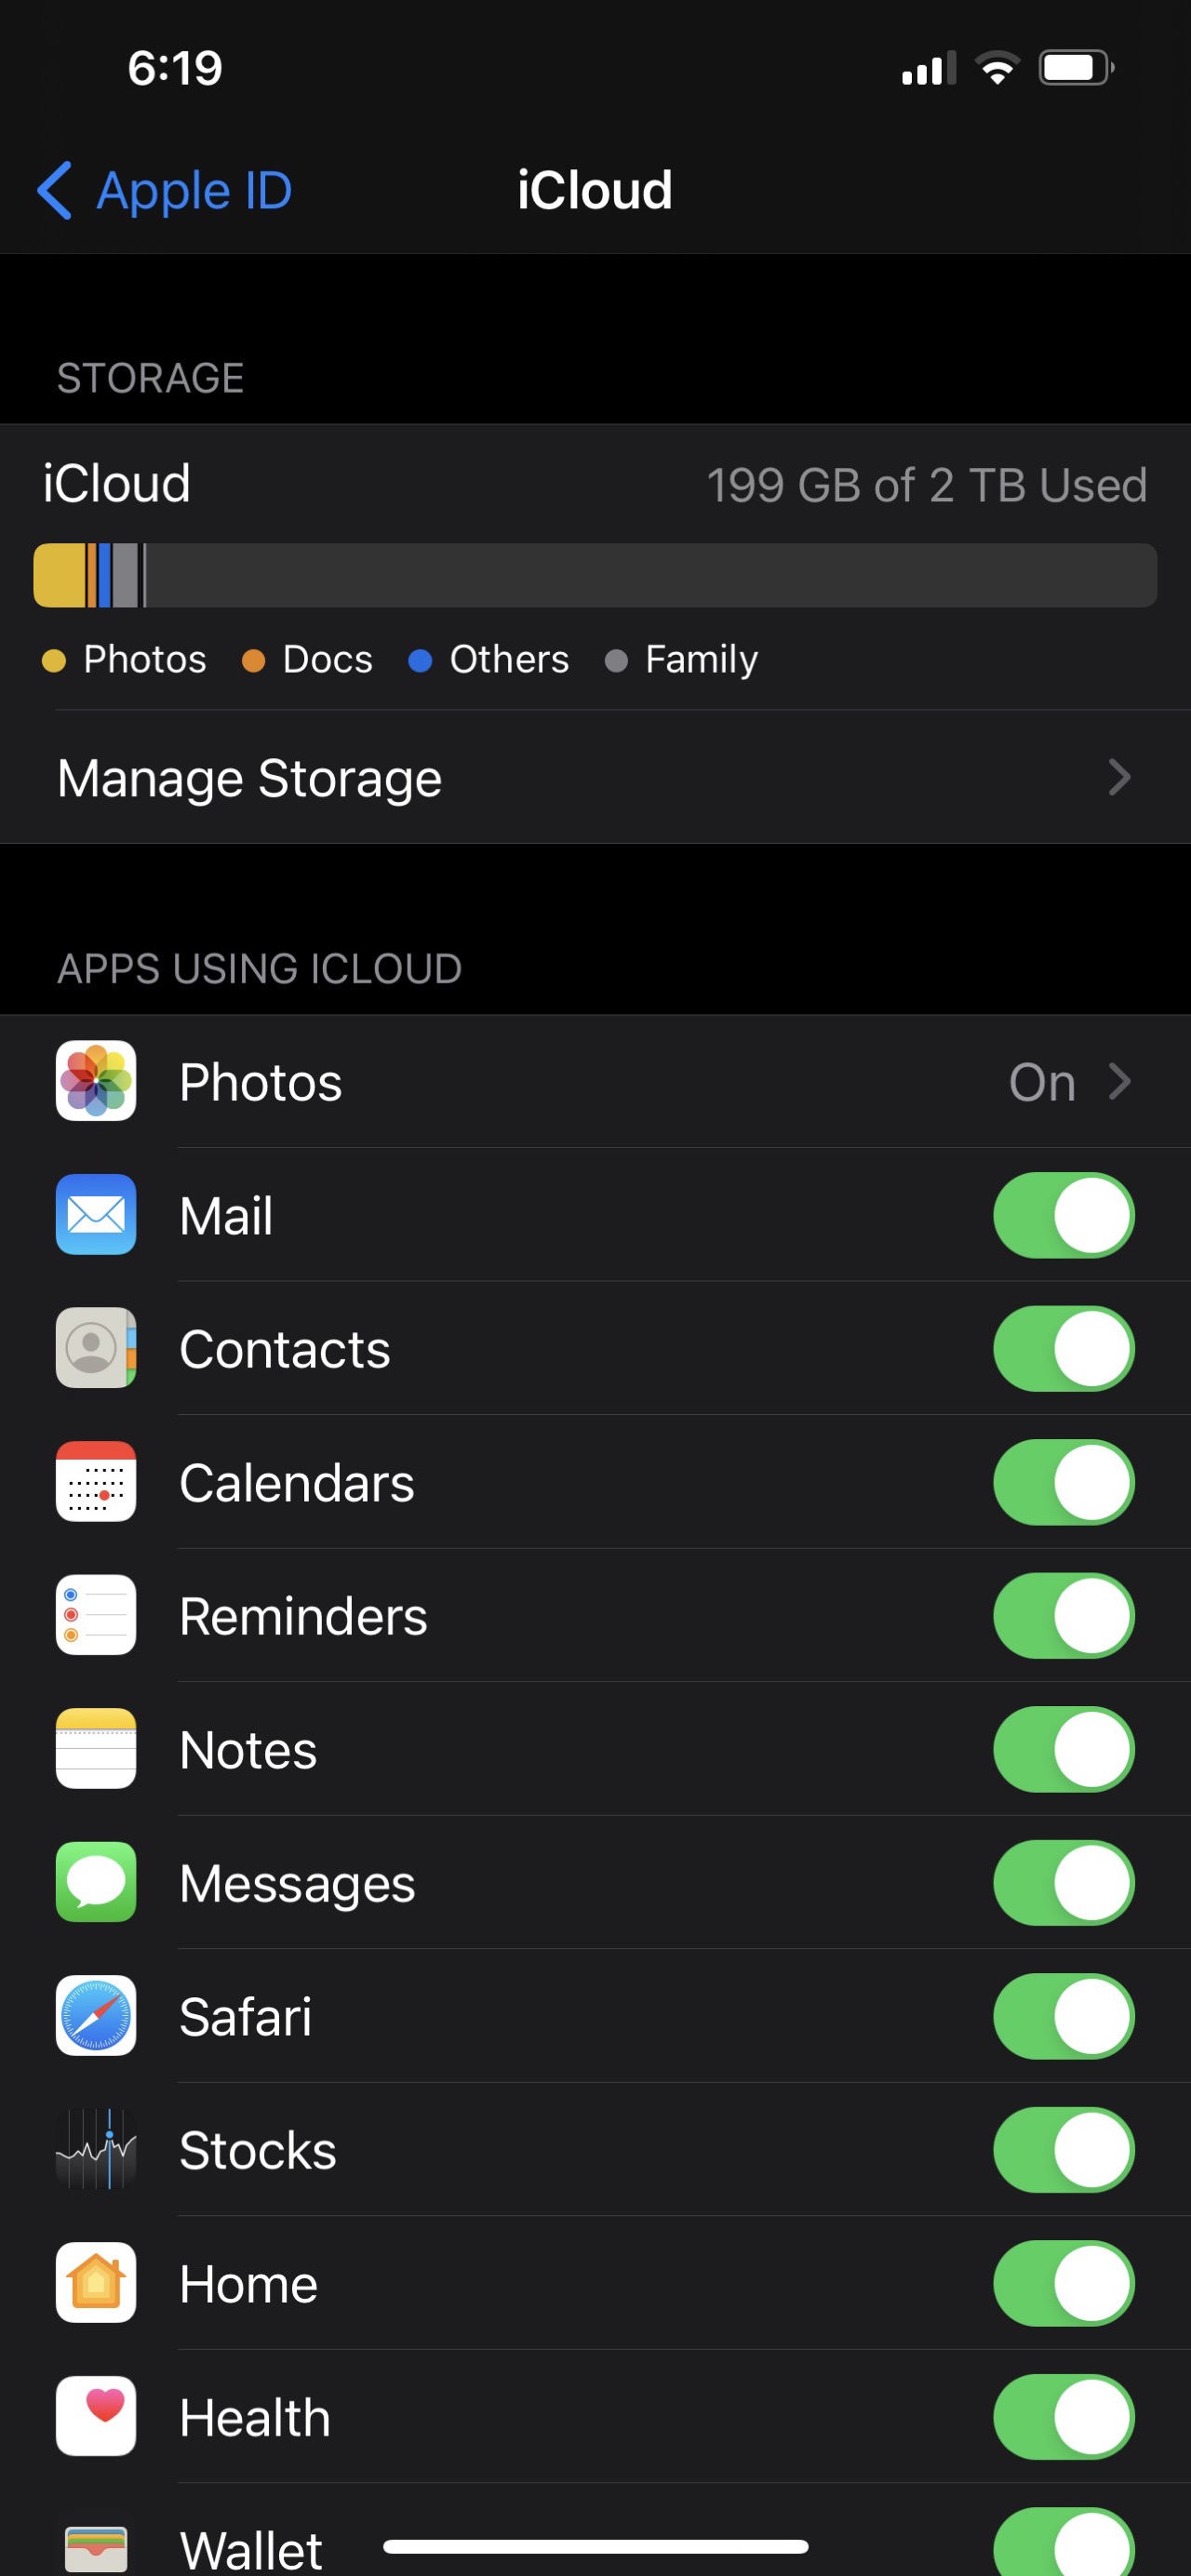 6:19
Apple ID
iCloud
STORAGE
iCloud
199 GB of 2 TB Used
Photos Docs Others Family
Manage Storage
APPS USING ICLOUD
Photos On
Mail
Contacts
Calendars
Reminders
Notes
Messages
Safari
Stocks
Home
Health
Wallet